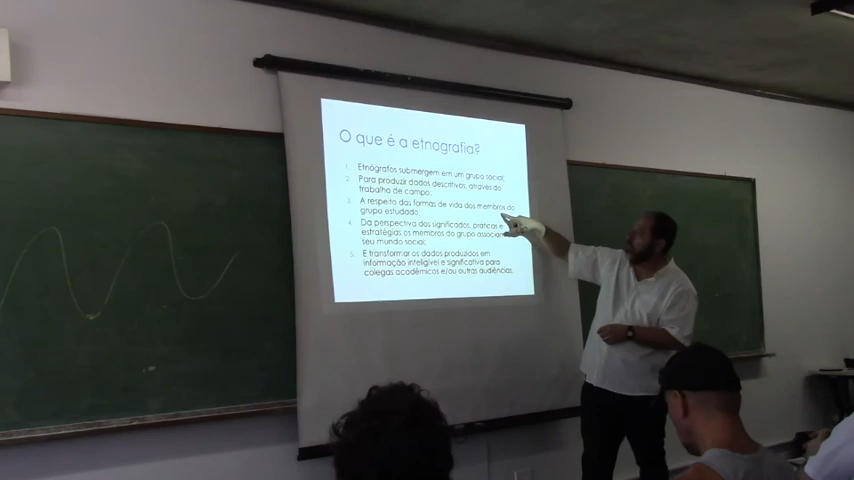 O que é a etnografia?
1. Etnógrafos submergem em um grupo social;
2. Para produzir dados descritivos, através do
trabalho de campo;
3. A respeito das formas de vida dos membros do
grupo estudado;
4. Da perspectiva dos significados, práticas e
estratégias os membros do grupo associam
seu mundo social;
5. E transformar os dados produzidos em
informação inteligível e significativa para
colegas acadêmicos e/ou outras audiências.